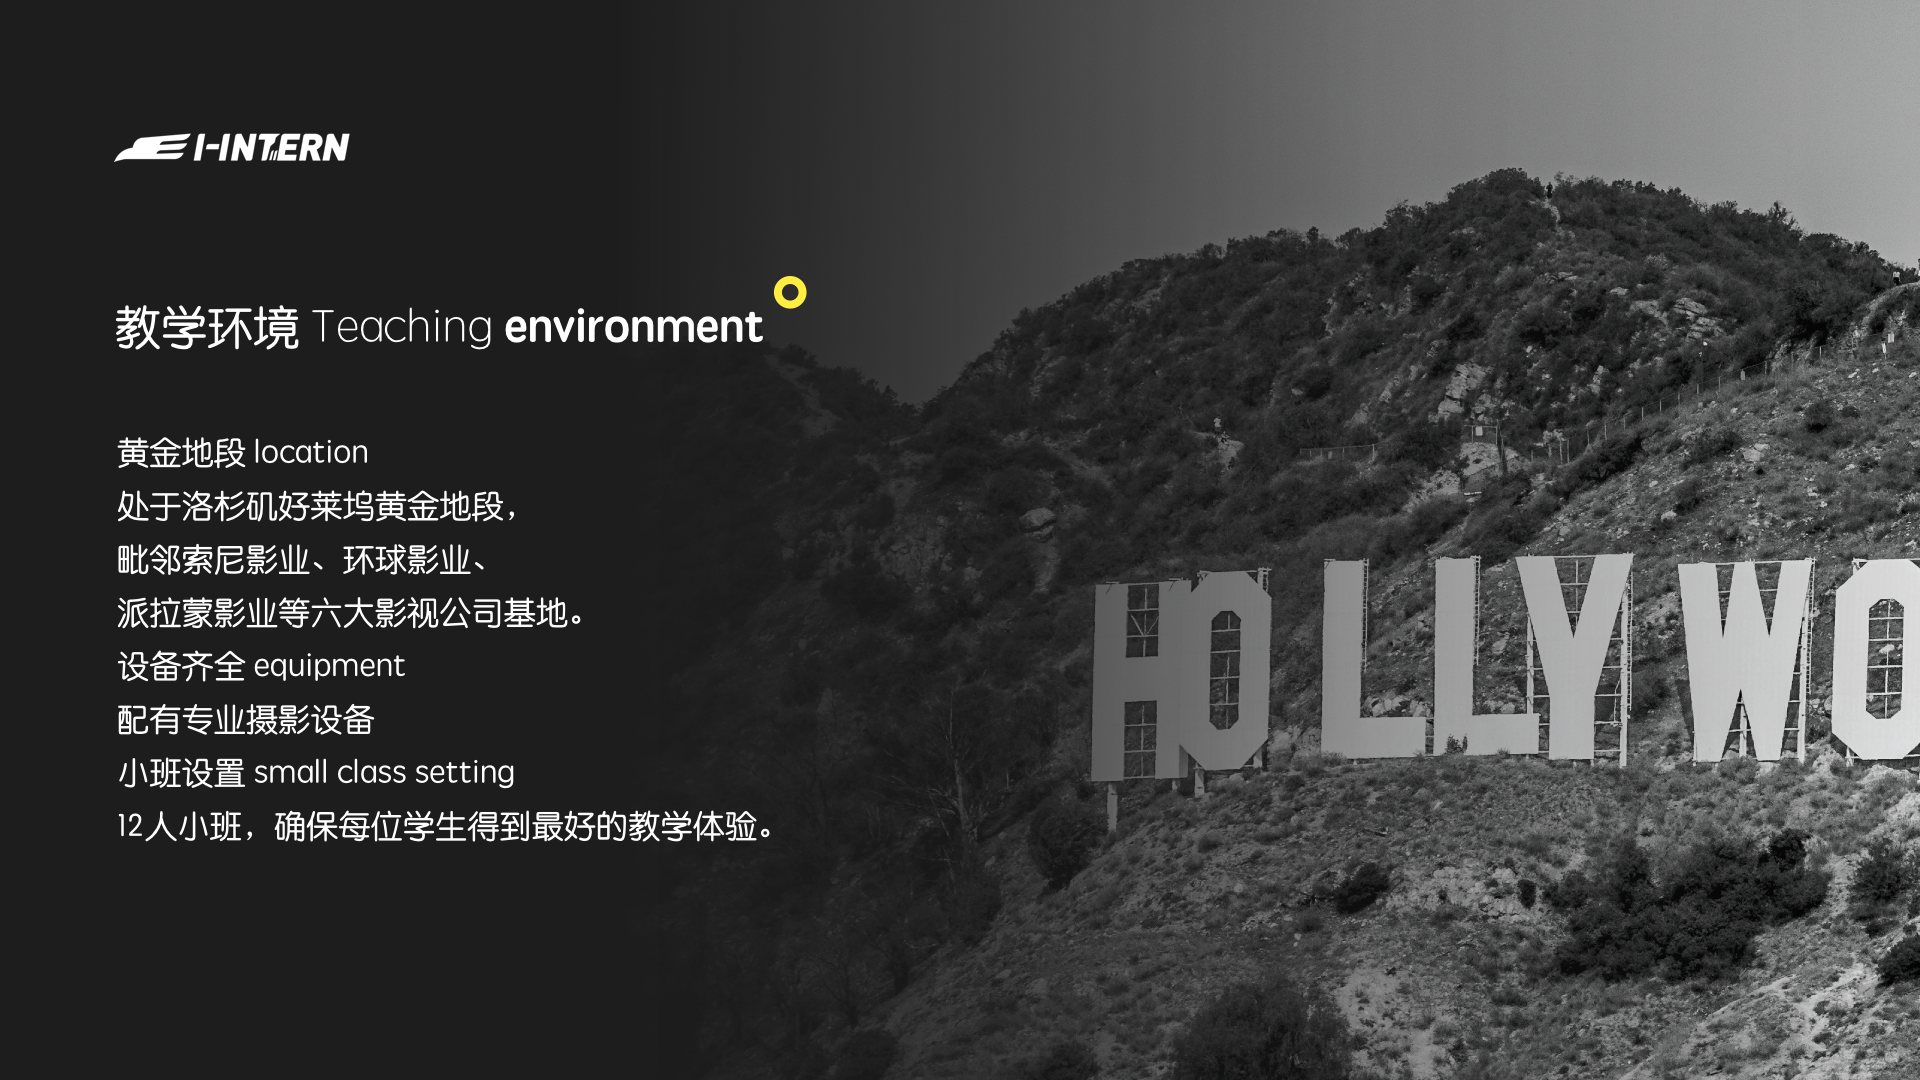 I-INTERN
教学环境 Teaching environment
黄金地段 location
处于洛杉矶好莱坞黄金地段，
毗邻索尼影业、环球影业、
派拉蒙影业等六大影视公司基地。
设备齐全 equipment
配有专业摄影设备
小班设置 small class setting
12人小班，确保每位学生得到最好的教学体验。
HOLLYWO